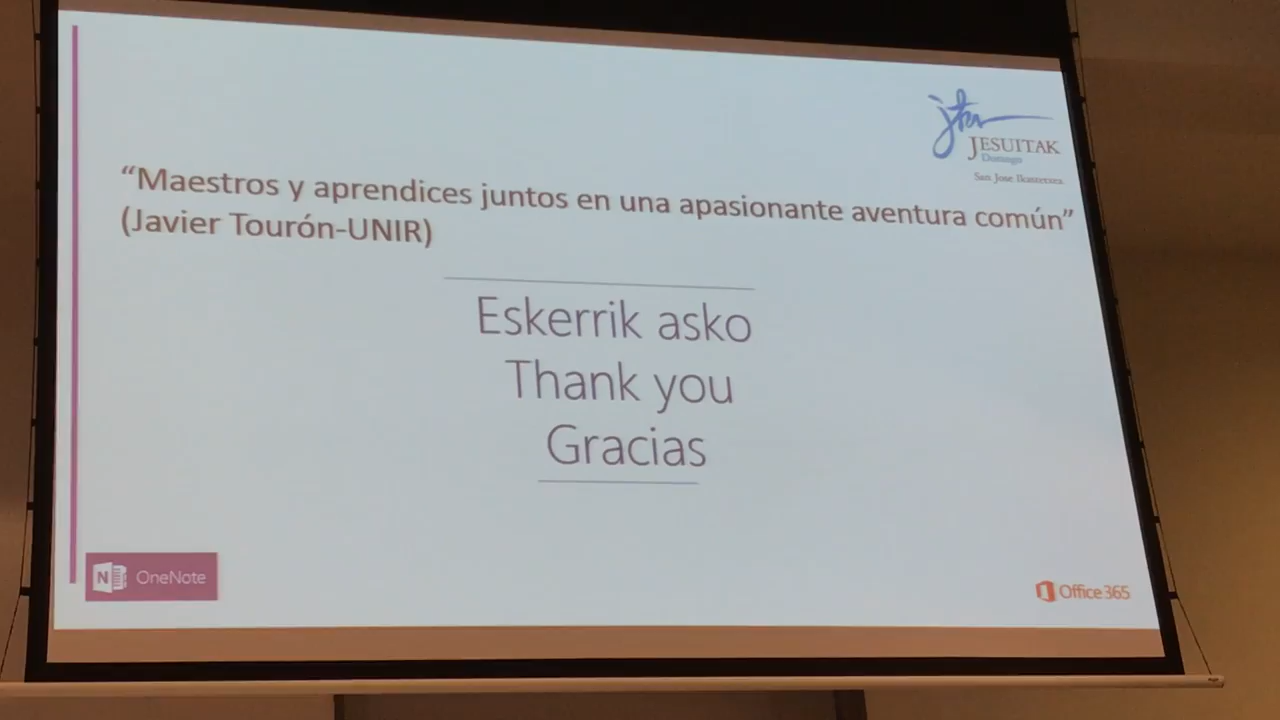 JESUITAK
San Jose Ikastetxea
“Maestros y aprendices juntos en una apasionante aventura común”
(Javier Tourón-UNIR)
Eskerrik asko
Thank you
Gracias
N OneNote
Office 365